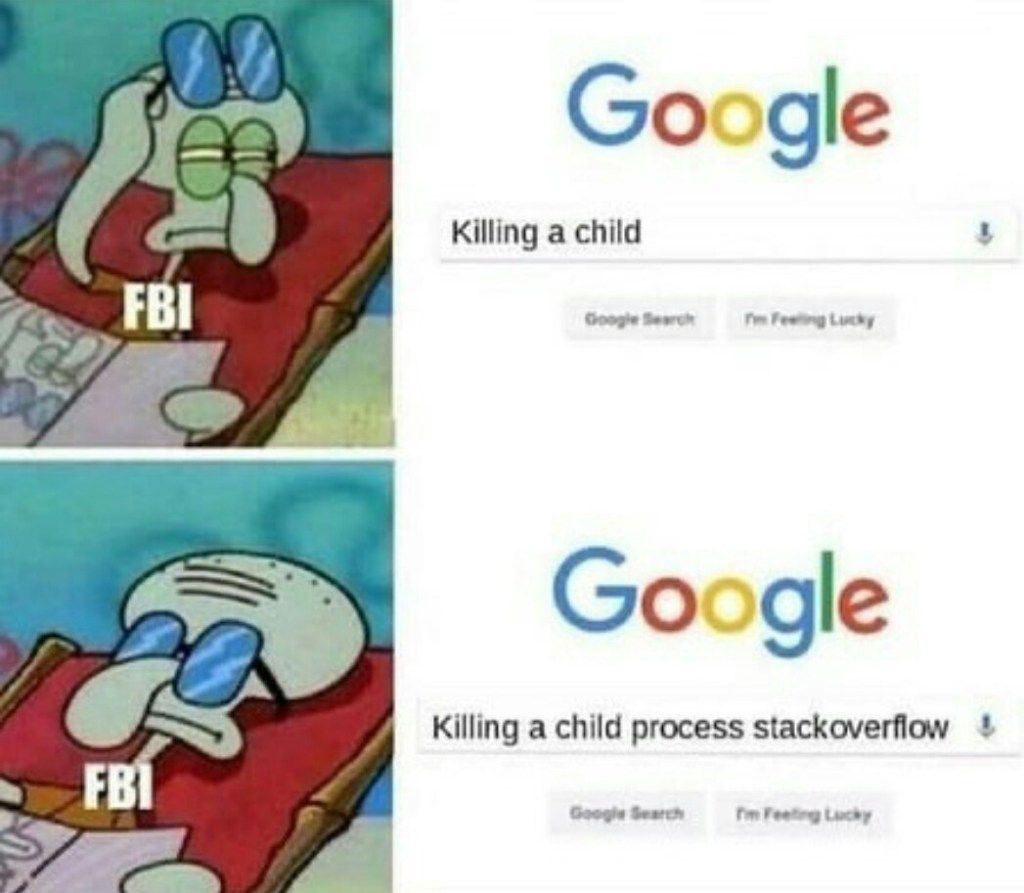 Google
Killing a child
Google Search I'm Feeling Lucky
FBI
Google
Killing a child process stackoverflow
Google Search I'm Feeling Lucky
FBI